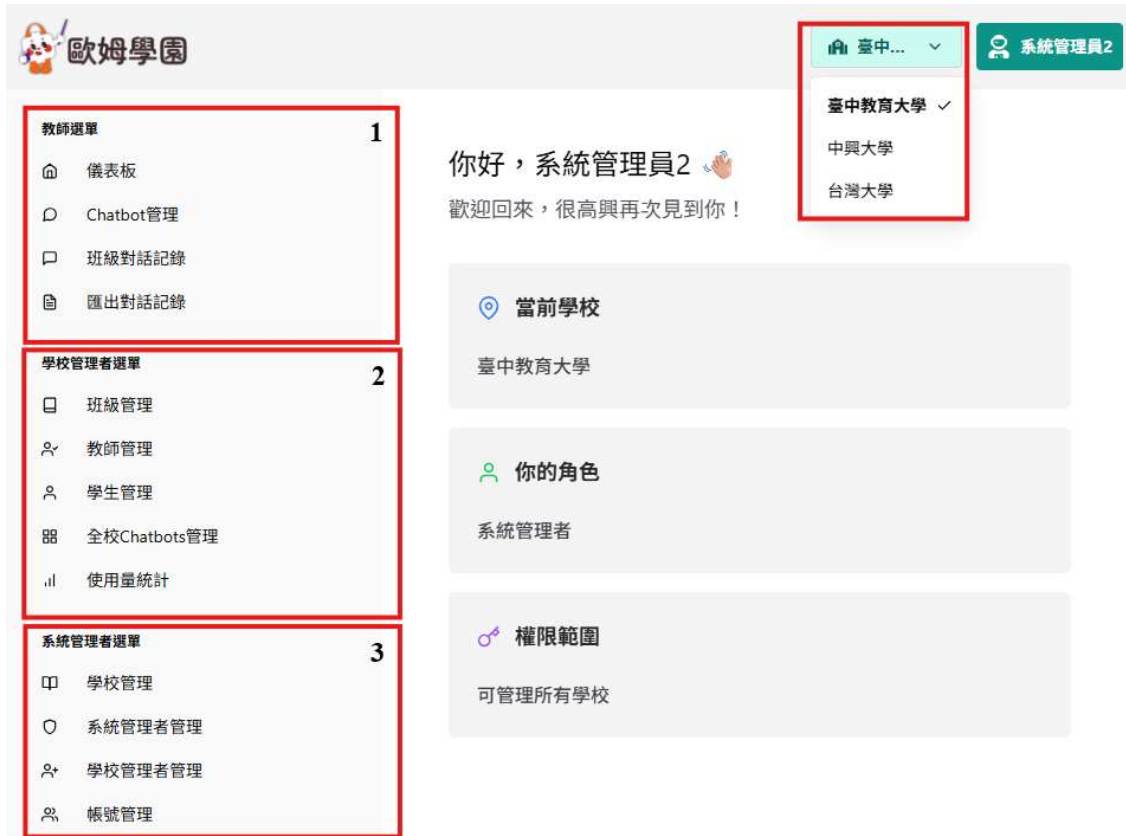 歐姆學園
臺中...
系統管理員2
臺中教育大學
中興大學
台灣大學
教師選單
1
儀表板
Chatbot管理
班級對話記錄
匯出對話記錄
學校管理者選單
2
班級管理
教師管理
學生管理
全校Chatbots管理
使用量統計
系統管理者選單
3
學校管理
系統管理者管理
學校管理者管理
帳號管理
你好，系統管理員2
歡迎回來，很高興再次見到你！
當前學校
臺中教育大學
你的角色
系統管理者
權限範圍
可管理所有學校